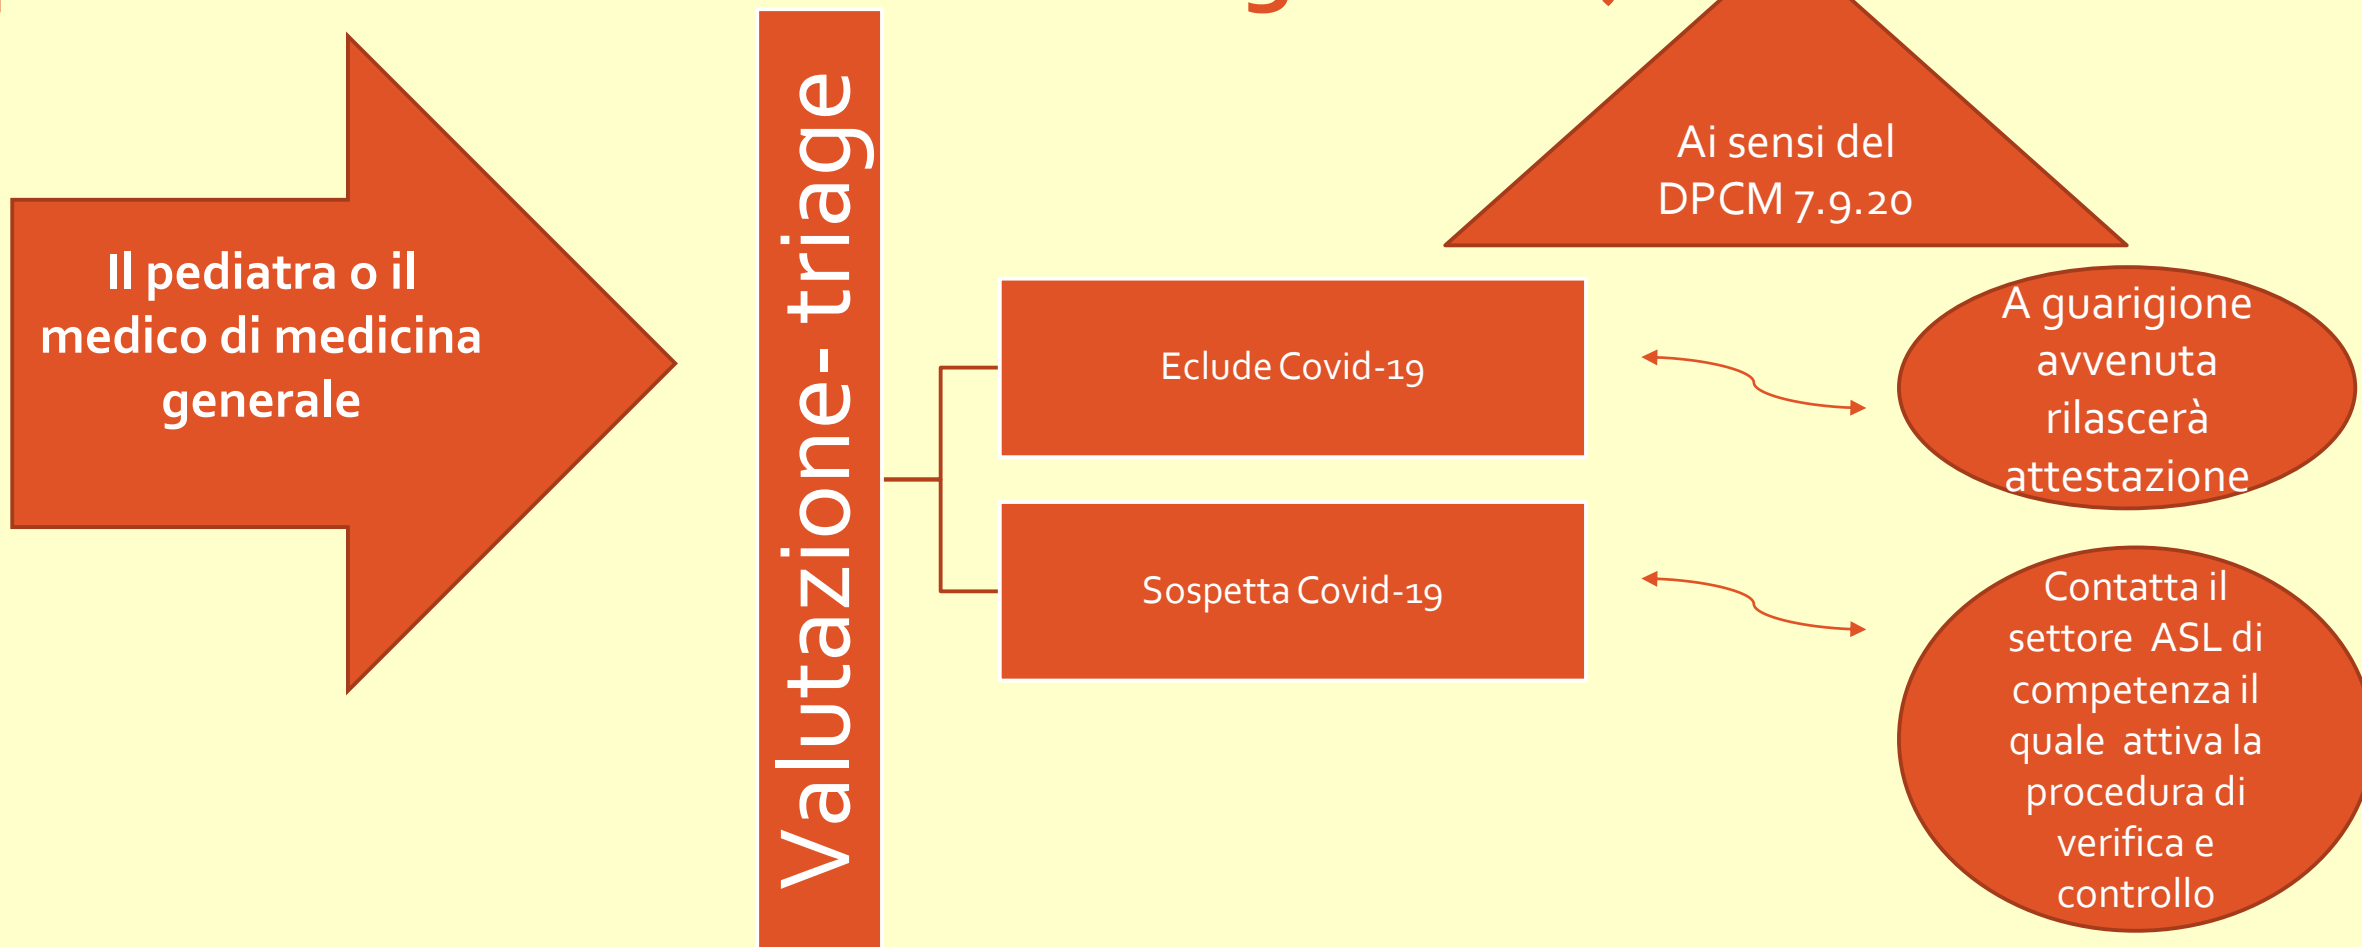 Il pediatra o il
medico di medicina
generale
Valutazione- triage
Ai sensi del
DPCM 7.9.20
Eclude Covid-19
A guarigione
avvenuta
rilascerà
attestazione
Sospetta Covid-19
Contatta il
settore ASL di
competenza il
quale attiva la
procedura di
verifica e
controllo